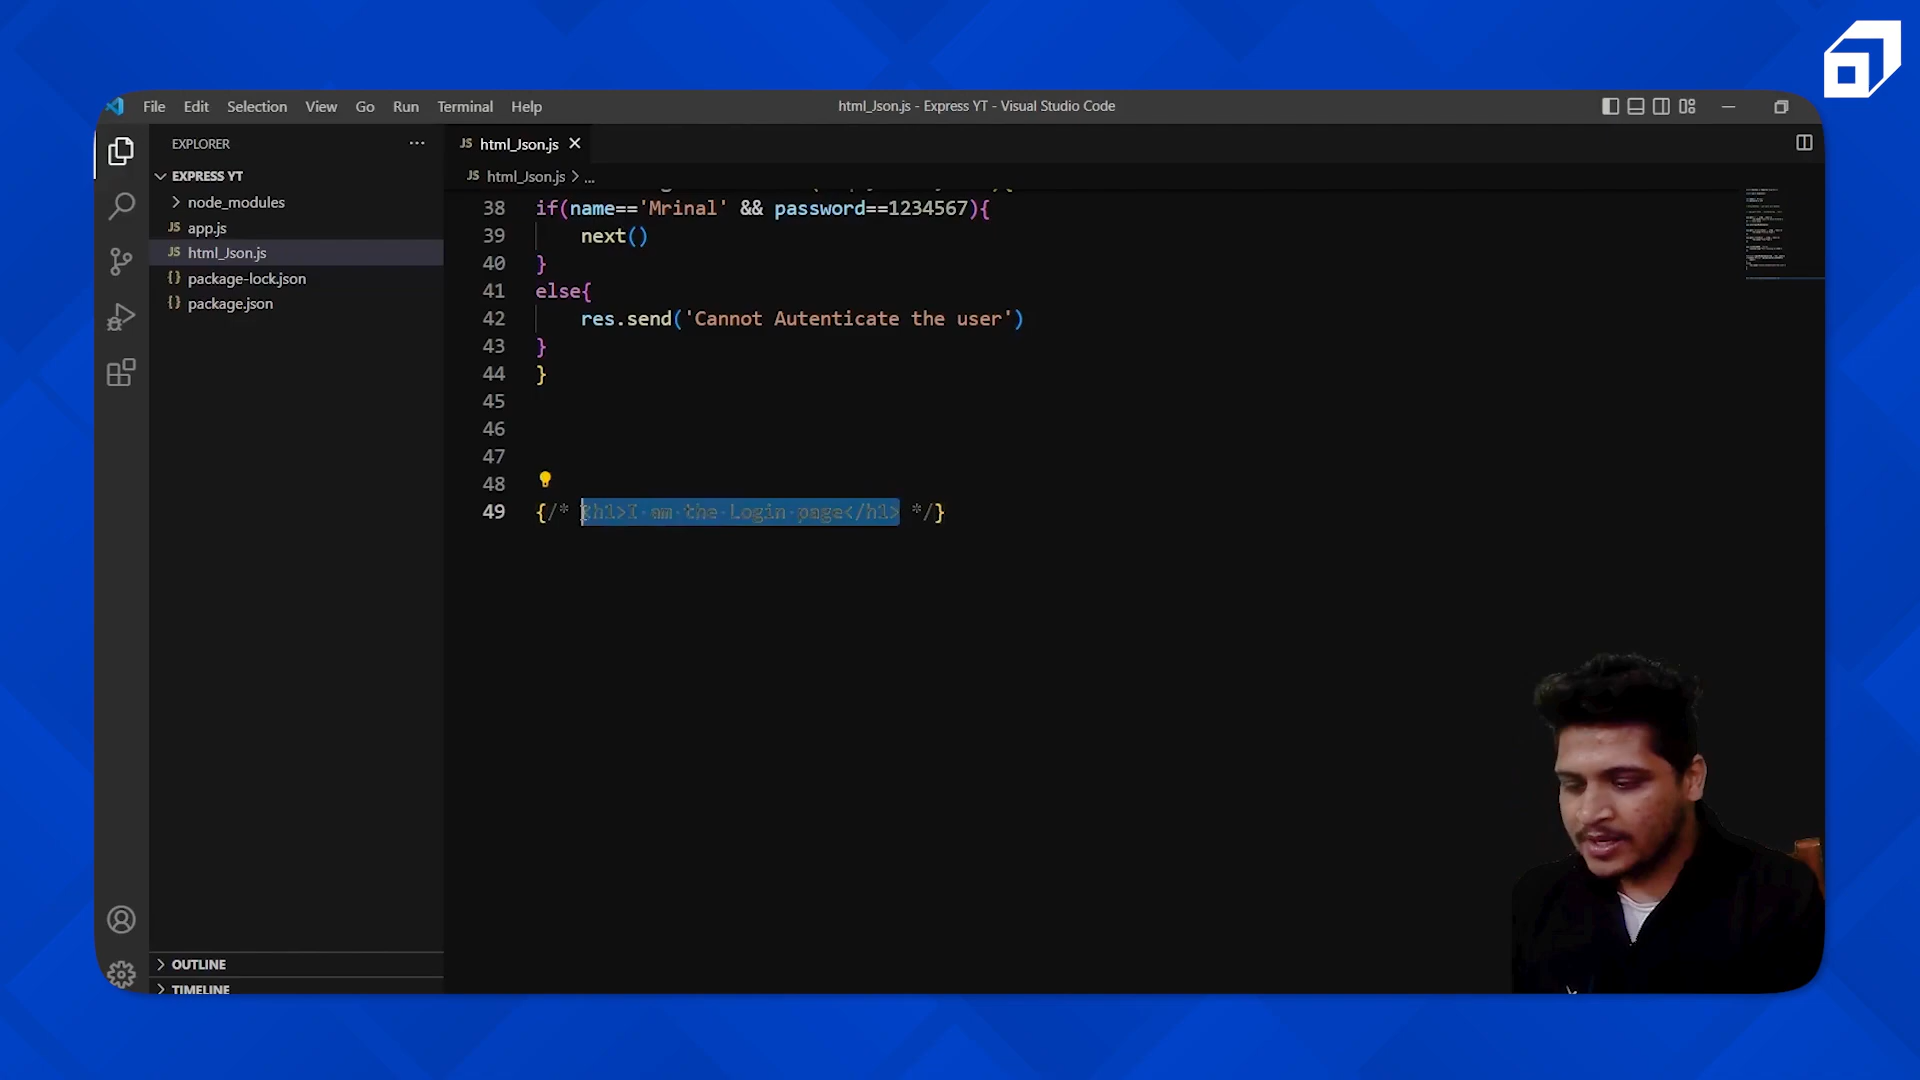 File Edit Selection View Go Run Terminal Help
html_Json.js - Express YT - Visual Studio Code
EXPLORER
EXPRESS YT
node_modules
JS app.js
JS html_Json.js
{} package-lock.json
{} package.json
OUTLINE
TIMELINE
JS html_Json.js
JS html_Json.js > ...
38 if(name=='Mrinal' && password==1234567){
39 next()
40 }
41 else{
42 res.send('Cannot Autenticate the user')
43 }
44 }
45
46
47
48
49 {/* <h1>I am the Login page</h1> */}